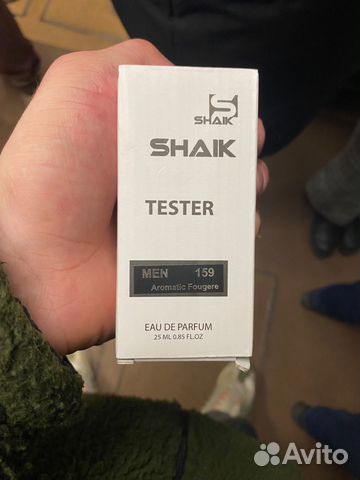 S
SHAIK
SHAIK
TESTER
MEN 159
Aromatic Fougere
EAU DE PARFUM
25 ML 0.85 FL.OZ
Avito